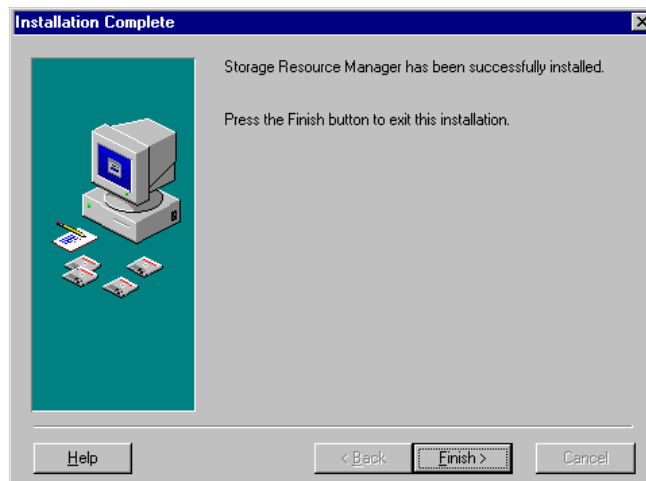 Installation Complete
Storage Resource Manager has been successfully installed.
Press the Finish button to exit this installation.
Help
< Back
Finish >
Cancel